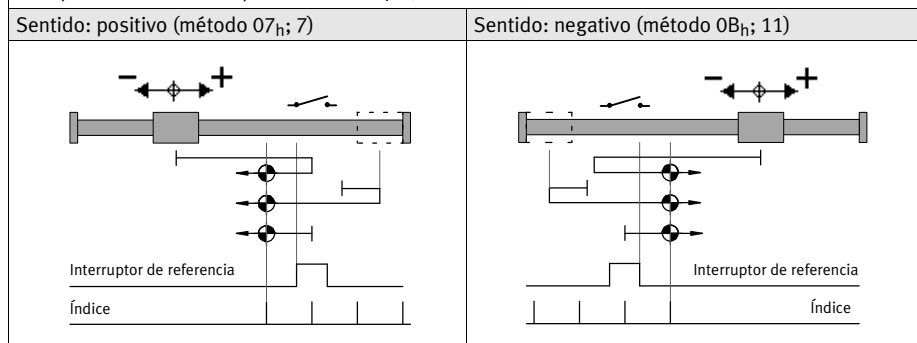 Sentido: positivo (método 07h; 7)
Sentido: negativo (método 0Bh; 11)
− +
− +
Interruptor de referencia
Interruptor de referencia
Índice
Índice